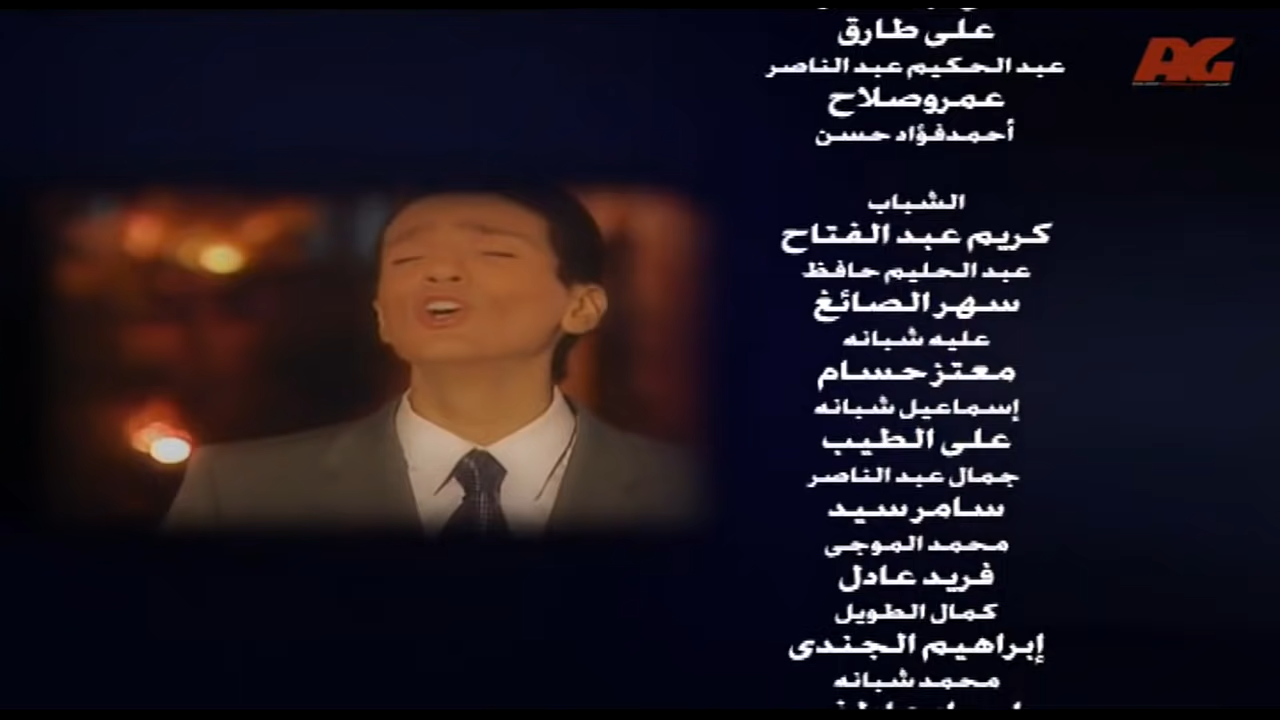 على طارق
عبد الحكيم عبد الناصر
عمرو صلاح
أحمد فؤاد حسن
الشباب
كريم عبد الفتاح
عبد الحليم حافظ
سهر الصائغ
عليه شبانه
معتز حسام
إسماعيل شبانه
على الطيب
جمال عبد الناصر
سامر سيد
محمد الموجى
فريد عادل
كمال الطويل
إبراهيم الجندى
محمد شبانه
AG